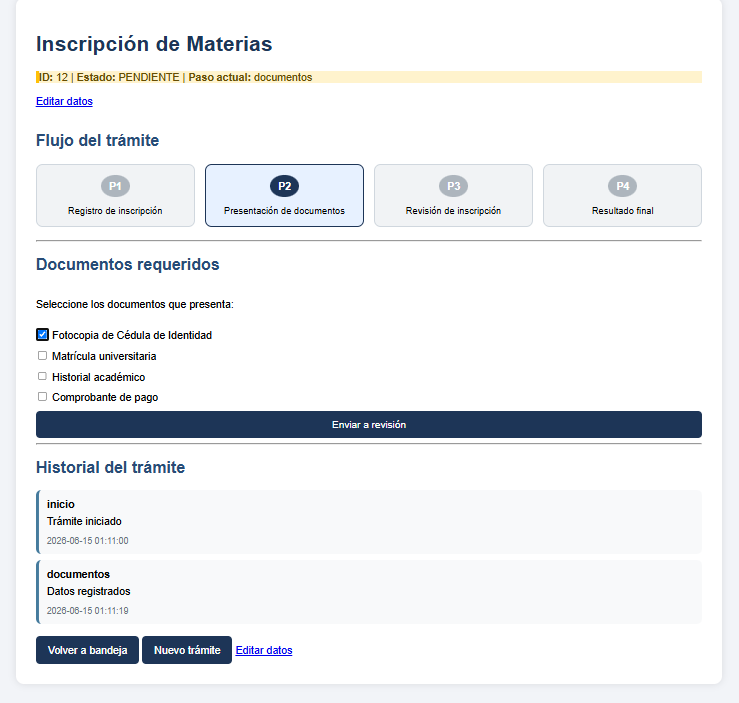 Inscripción de Materias
ID: 12 | Estado: PENDIENTE | Paso actual: documentos
Editar datos
Flujo del trámite
P1
Registro de inscripción
P2
Presentación de documentos
P3
Revisión de inscripción
P4
Resultado final
Documentos requeridos
Seleccione los documentos que presenta:
Fotocopia de Cédula de Identidad
Matrícula universitaria
Historial académico
Comprobante de pago
Enviar a revisión
Historial del trámite
inicio
Trámite iniciado
2026-06-15 01:11:00
documentos
Datos registrados
2026-06-15 01:11:19
Volver a bandeja Nuevo trámite Editar datos